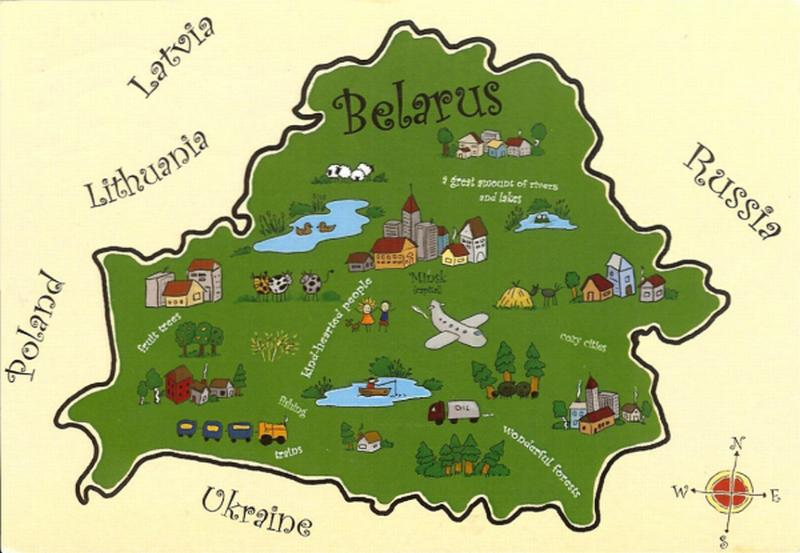 Latvia
Lithuania
Belarus
Russia
Poland
a great amount of rivers
and lakes
Minsk
(capital)
kind-hearted people
fruit trees
cozy cities
fishing
trains
OIL
wonderful forests
Ukraine
N
W
E
S